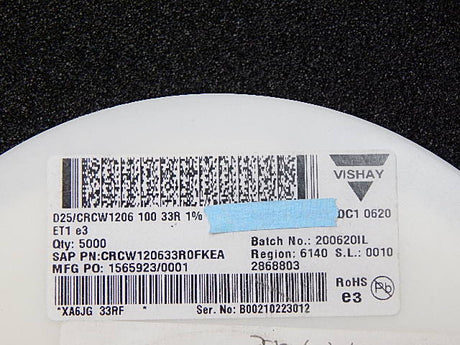 VISHAY
D25/CRCW1206 100 33R 1%
DC1 0620
ET1 e3
Qty: 5000
Batch No.: 200620IL
SAP PN:CRCW120633R0FKEA
Region: 6140 S.L.: 0010
MFG PO: 1565923/0001
2868803
RoHS
e3
Pb
*XA6JG 33RF *
Ser. No.: B00210223012